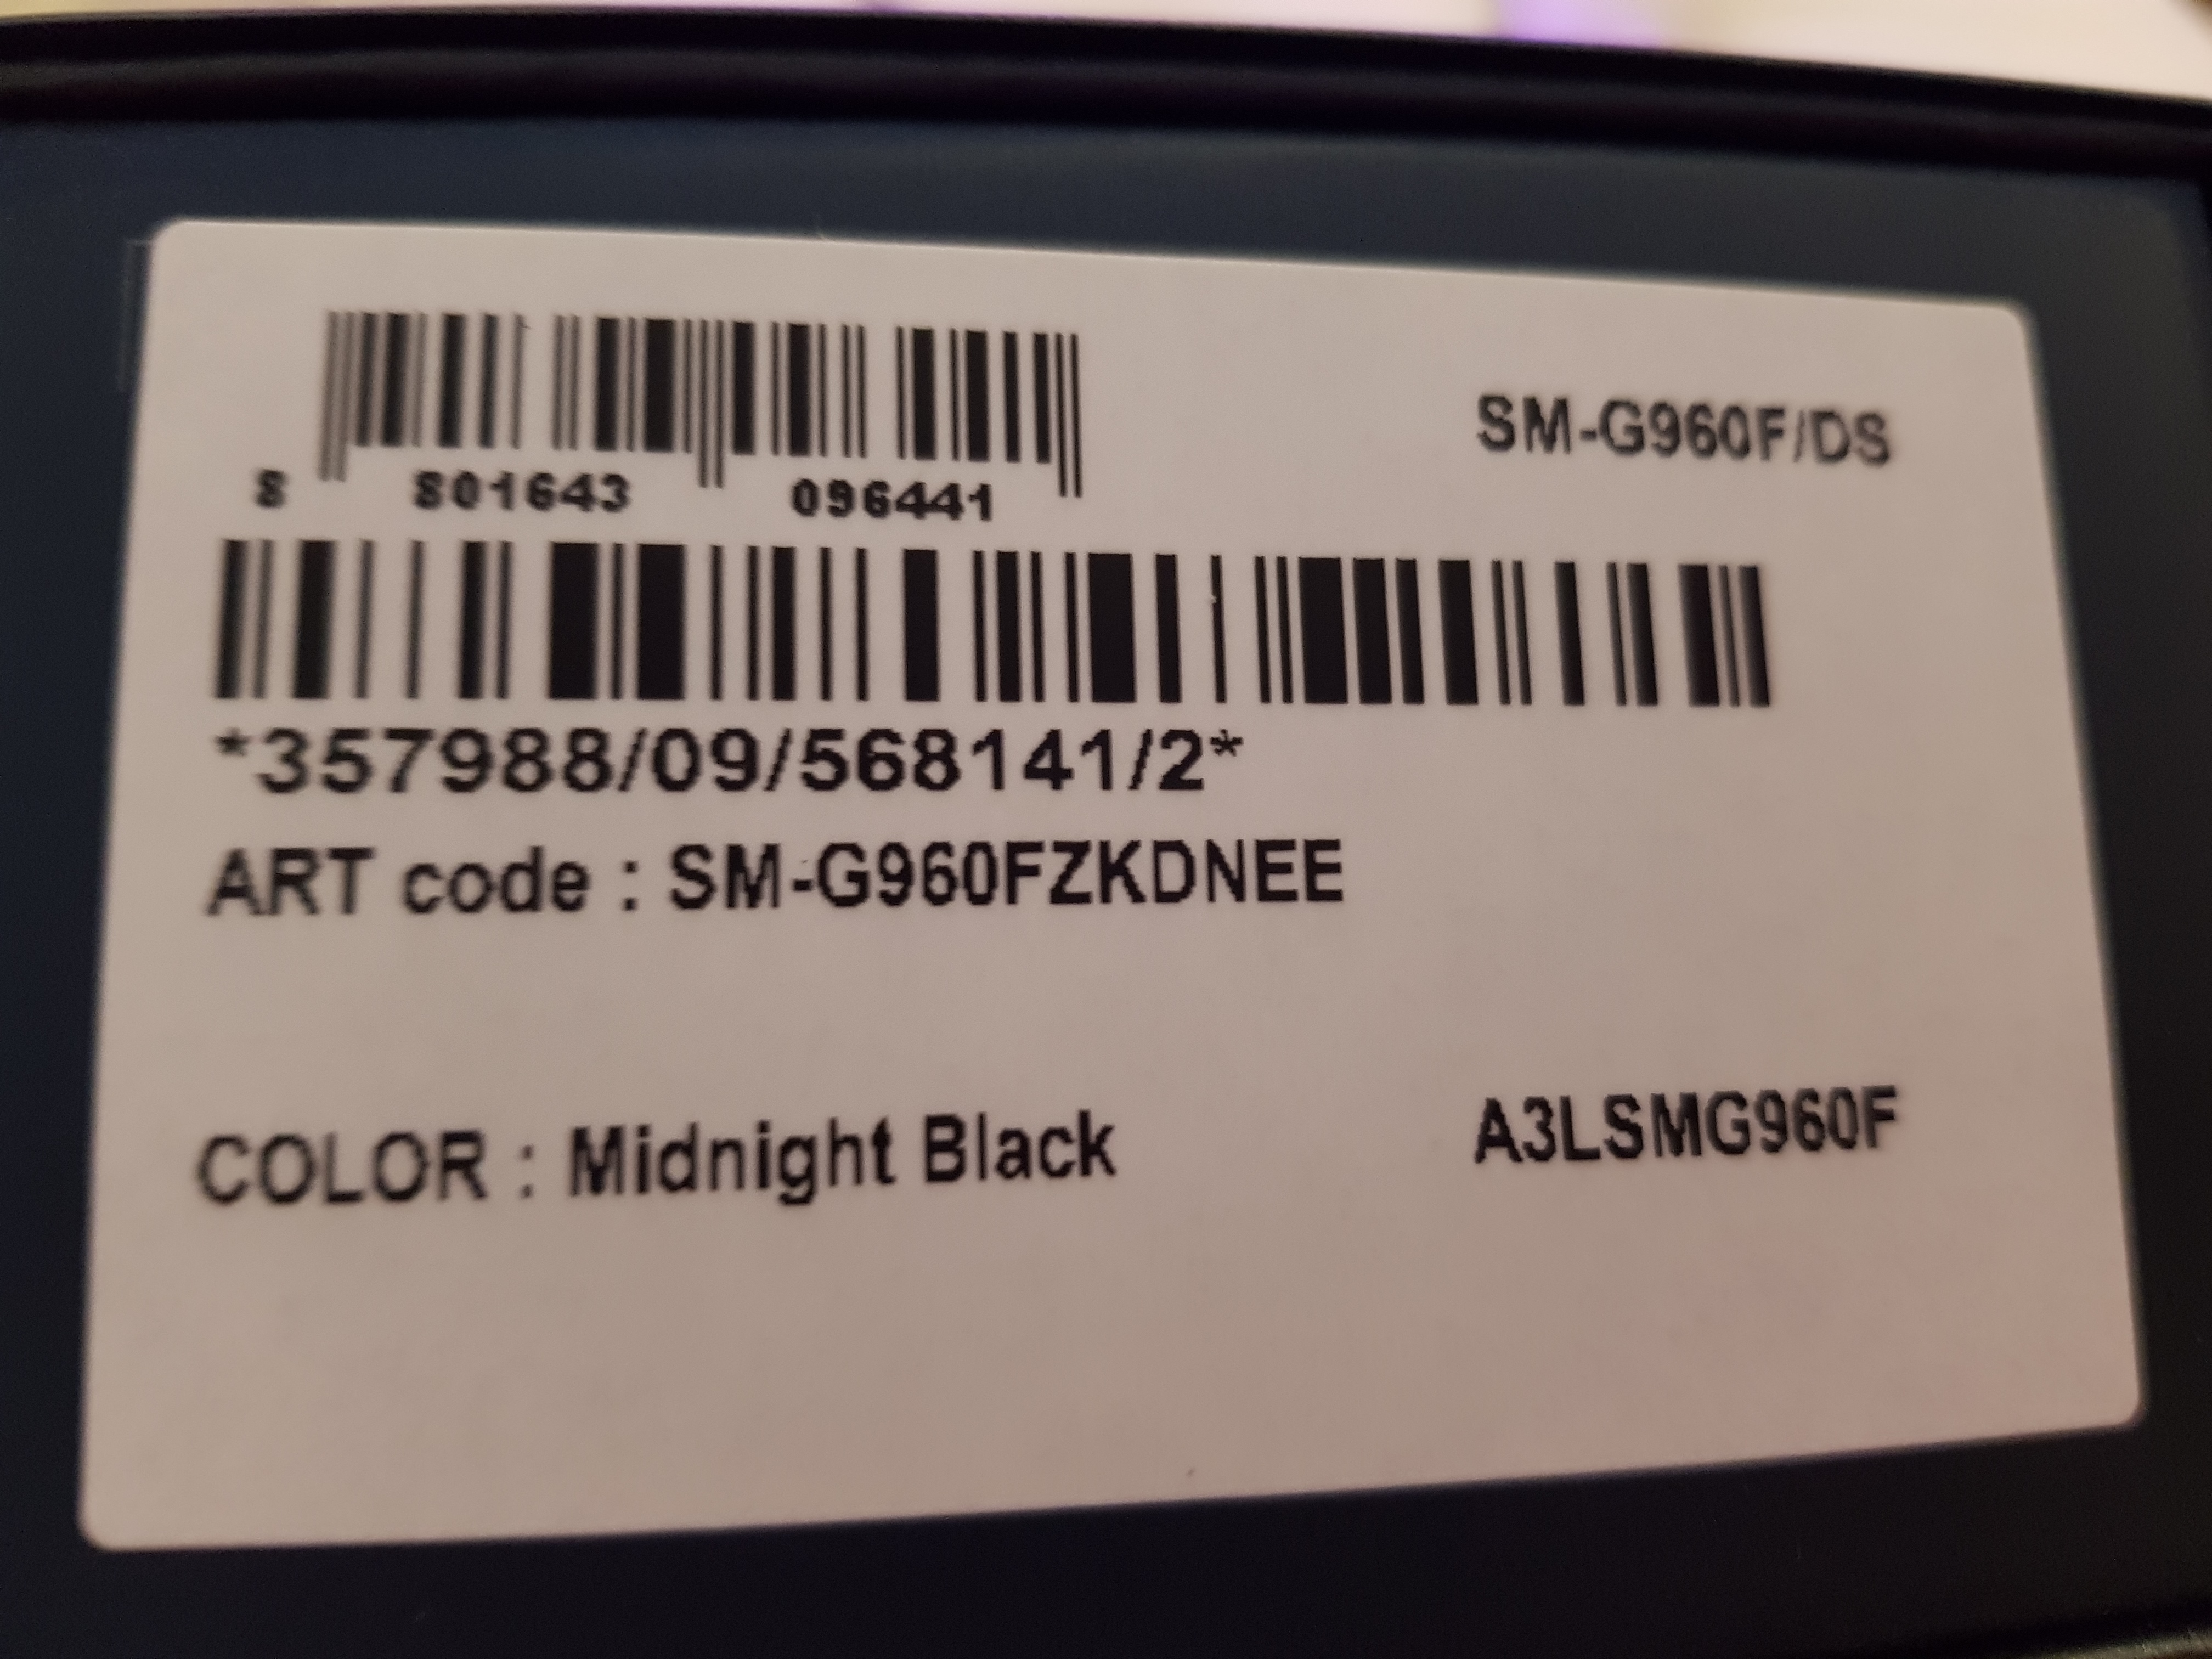 SM-G960F/DS
8 801643 096441
*357988/09/568141/2*
ART code : SM-G960FZKDNEE
COLOR : Midnight Black
A3LSMG960F